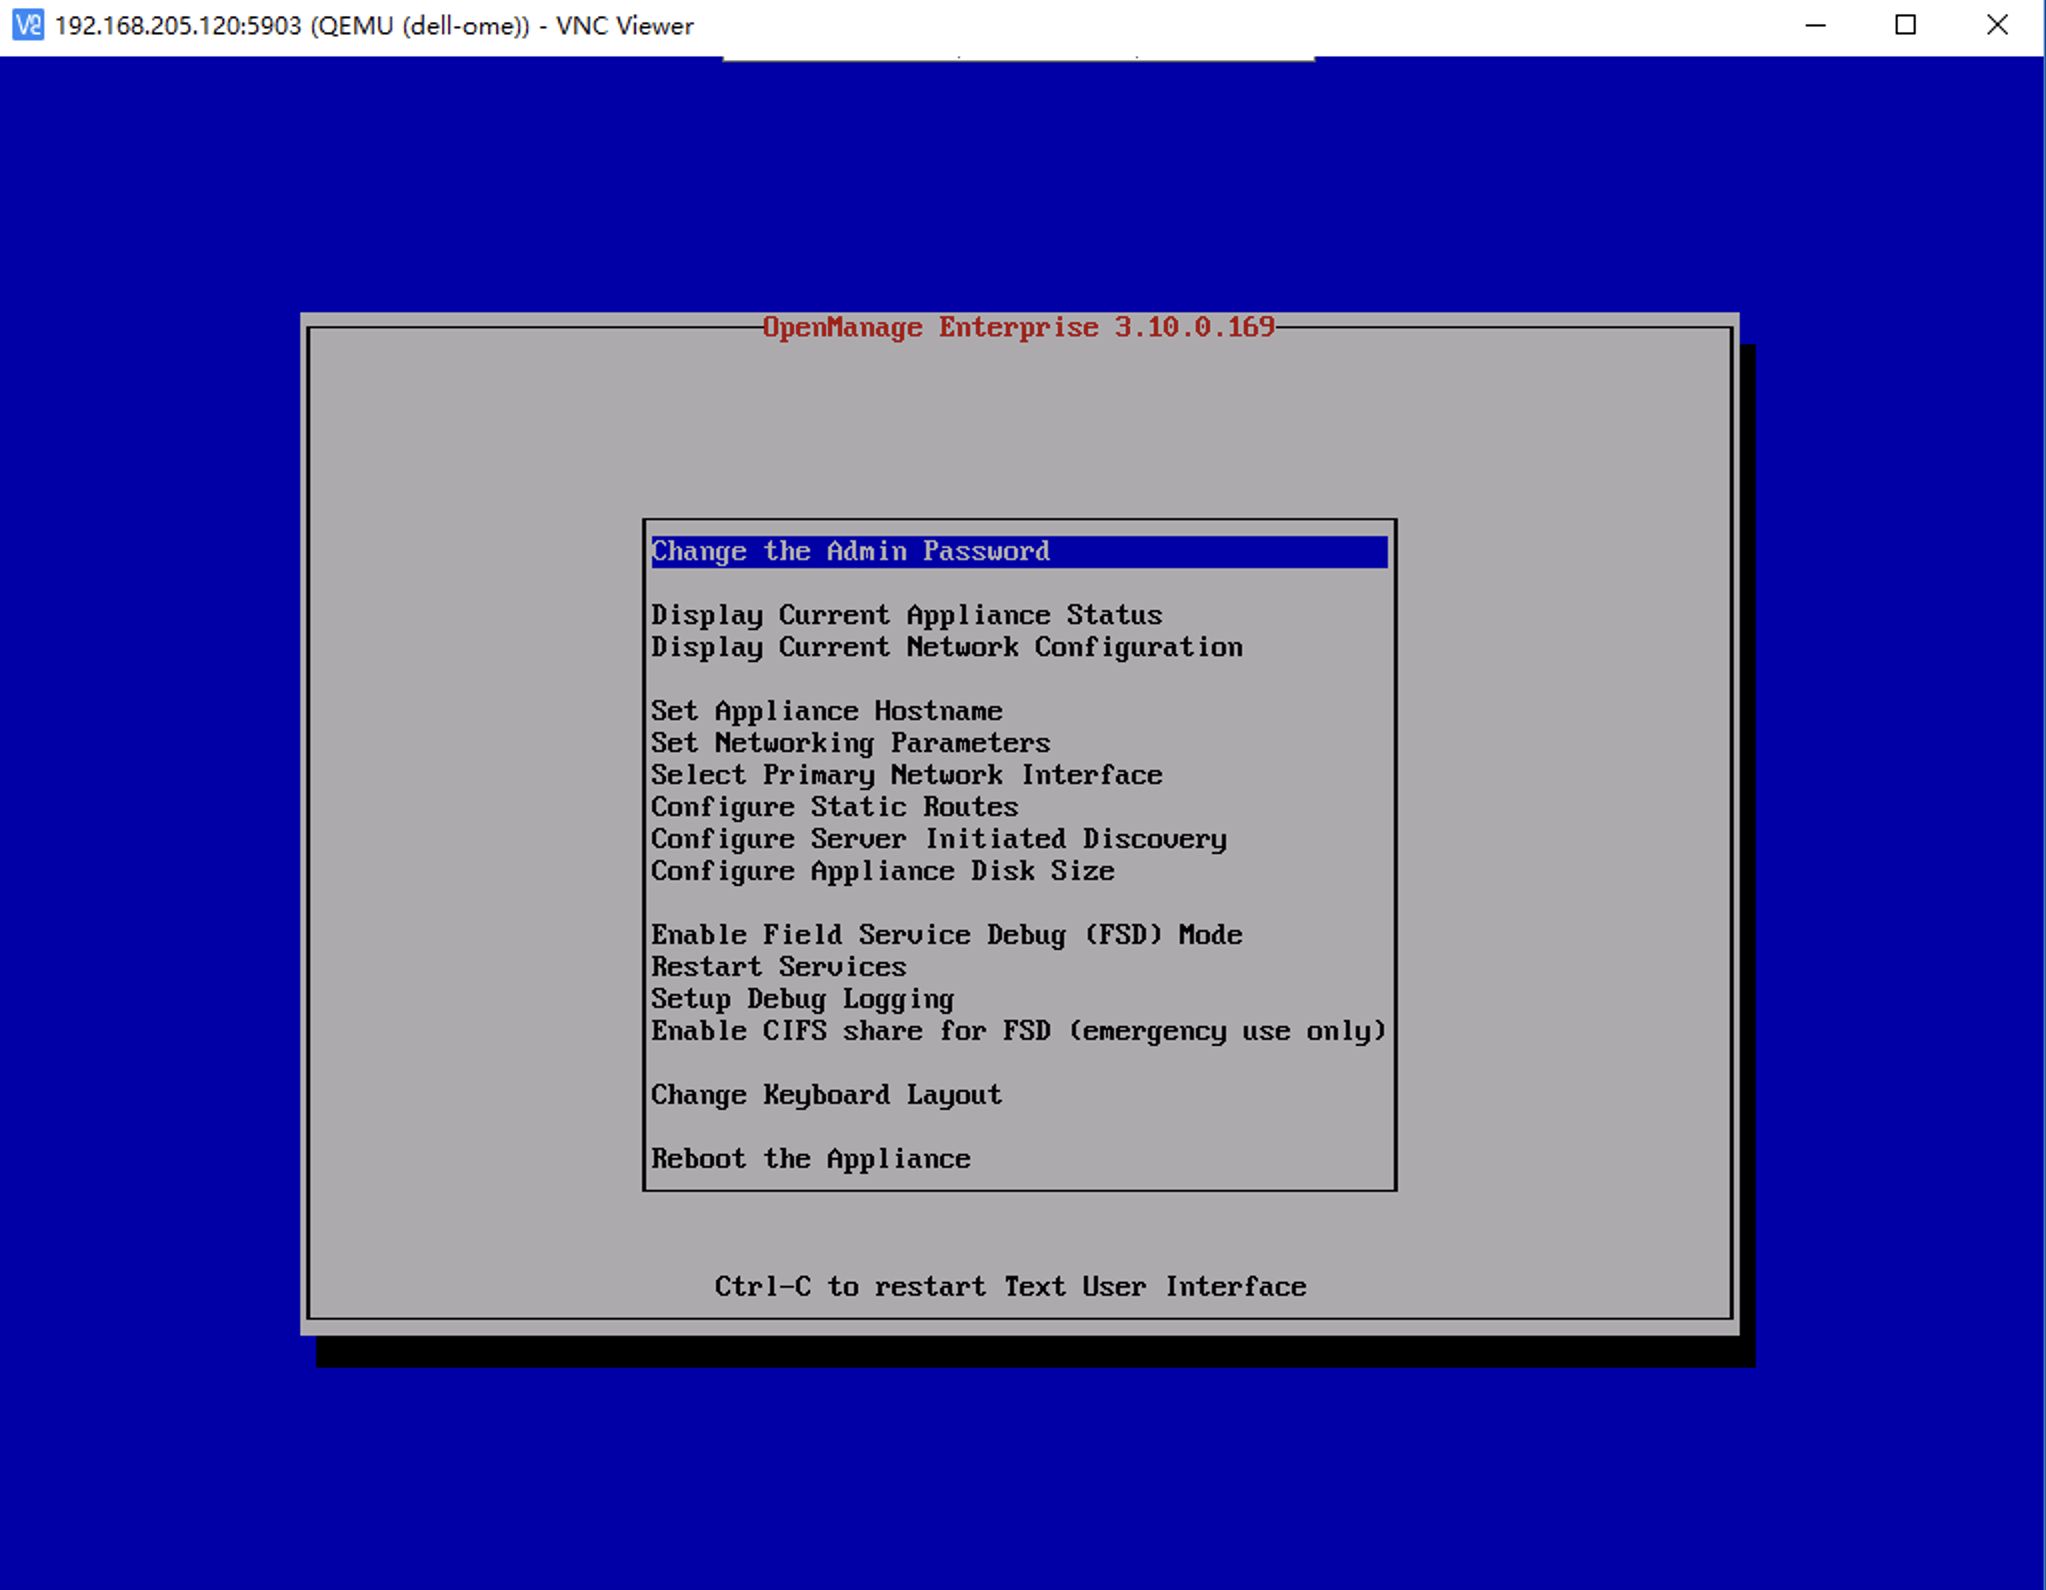 192.168.205.120:5903 (QEMU (dell-ome)) - VNC Viewer
OpenManage Enterprise 3.10.0.169
Change the Admin Password
Display Current Appliance Status
Display Current Network Configuration
Set Appliance Hostname
Set Networking Parameters
Select Primary Network Interface
Configure Static Routes
Configure Server Initiated Discovery
Configure Appliance Disk Size
Enable Field Service Debug (FSD) Mode
Restart Services
Setup Debug Logging
Enable CIFS share for FSD (emergency use only)
Change Keyboard Layout
Reboot the Appliance
Ctrl-C to restart Text User Interface